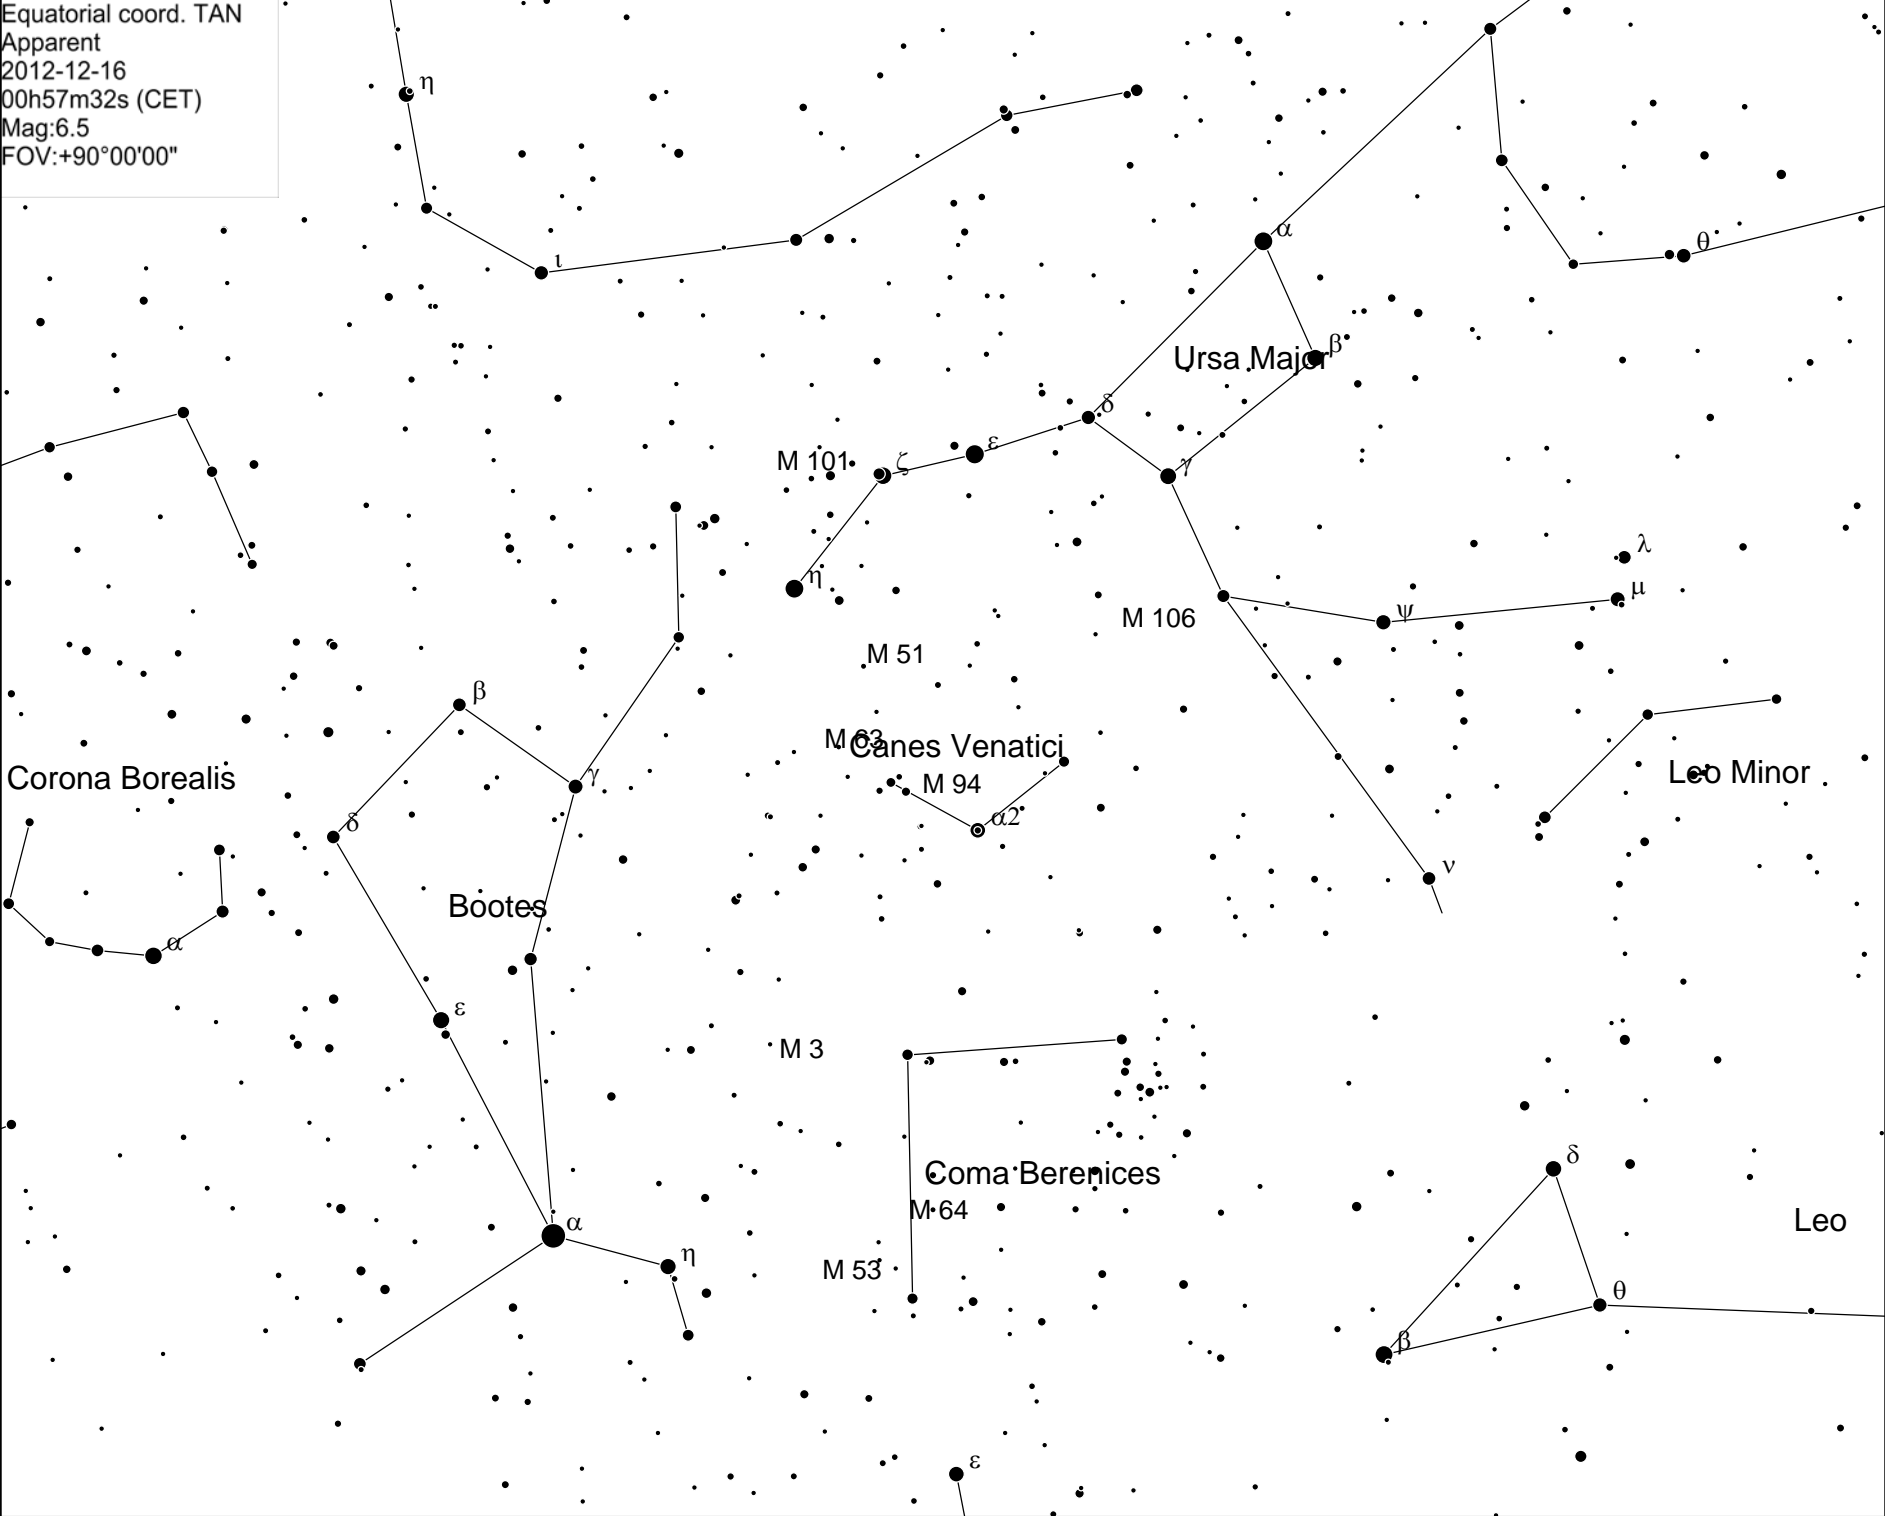 Equatorial coord. TAN
Apparent
2012-12-16
00h57m32s (CET)
Mag:6.5
FOV:+90°00'00"
η
ι
α
θ
β
Ursa Major
δ
ε
M 101
ζ
γ
λ
η
μ
ψ
M 106
M 51
β
M 63
Canes Venatici
γ
Corona Borealis
M 94
Leo Minor
α2
δ
ν
Bootes
α
ε
M 3
δ
Coma Berenices
M 64
α
Leo
η
M 53
θ
β
ε